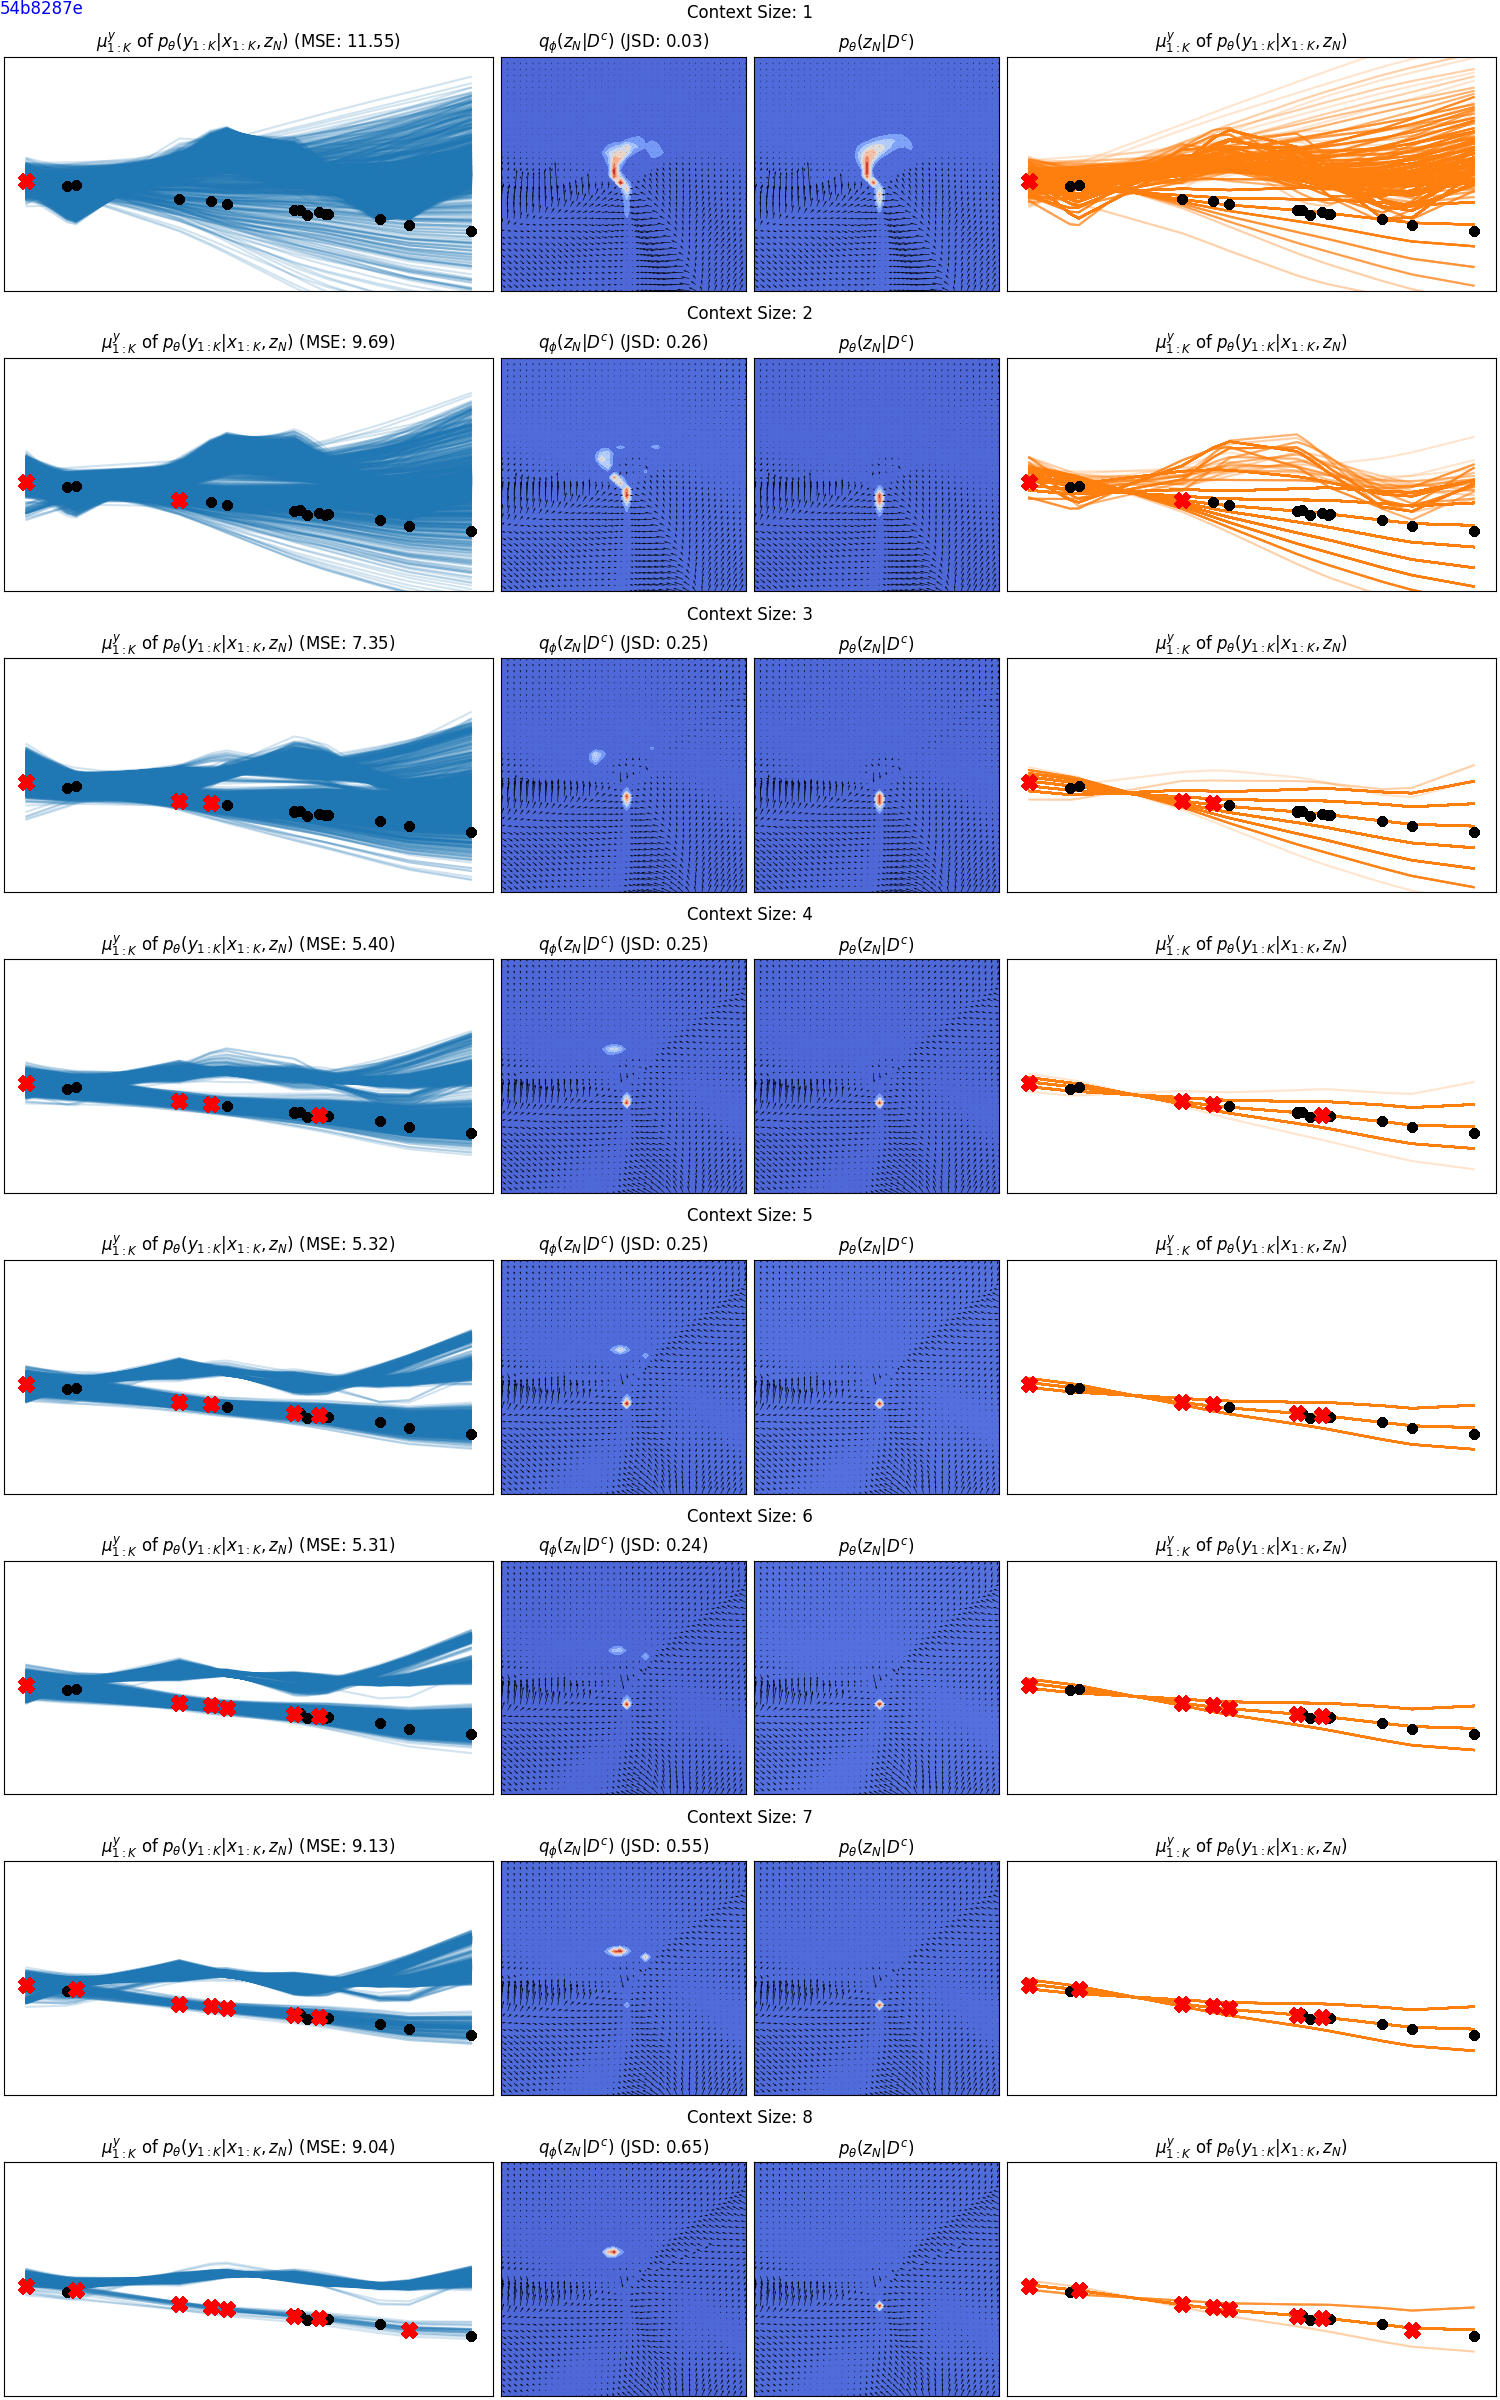 54b8287e
Context Size: 1
μ^y_{1:K} of p_θ(y_{1:K}|x_{1:K}, z_N) (MSE: 11.55) q_ϕ(z_N|D^c) (JSD: 0.03) p_θ(z_N|D^c) μ^y_{1:K} of p_θ(y_{1:K}|x_{1:K}, z_N)
Context Size: 2
μ^y_{1:K} of p_θ(y_{1:K}|x_{1:K}, z_N) (MSE: 9.69) q_ϕ(z_N|D^c) (JSD: 0.26) p_θ(z_N|D^c) μ^y_{1:K} of p_θ(y_{1:K}|x_{1:K}, z_N)
Context Size: 3
μ^y_{1:K} of p_θ(y_{1:K}|x_{1:K}, z_N) (MSE: 7.35) q_ϕ(z_N|D^c) (JSD: 0.25) p_θ(z_N|D^c) μ^y_{1:K} of p_θ(y_{1:K}|x_{1:K}, z_N)
Context Size: 4
μ^y_{1:K} of p_θ(y_{1:K}|x_{1:K}, z_N) (MSE: 5.40) q_ϕ(z_N|D^c) (JSD: 0.25) p_θ(z_N|D^c) μ^y_{1:K} of p_θ(y_{1:K}|x_{1:K}, z_N)
Context Size: 5
μ^y_{1:K} of p_θ(y_{1:K}|x_{1:K}, z_N) (MSE: 5.32) q_ϕ(z_N|D^c) (JSD: 0.25) p_θ(z_N|D^c) μ^y_{1:K} of p_θ(y_{1:K}|x_{1:K}, z_N)
Context Size: 6
μ^y_{1:K} of p_θ(y_{1:K}|x_{1:K}, z_N) (MSE: 5.31) q_ϕ(z_N|D^c) (JSD: 0.24) p_θ(z_N|D^c) μ^y_{1:K} of p_θ(y_{1:K}|x_{1:K}, z_N)
Context Size: 7
μ^y_{1:K} of p_θ(y_{1:K}|x_{1:K}, z_N) (MSE: 9.13) q_ϕ(z_N|D^c) (JSD: 0.55) p_θ(z_N|D^c) μ^y_{1:K} of p_θ(y_{1:K}|x_{1:K}, z_N)
Context Size: 8
μ^y_{1:K} of p_θ(y_{1:K}|x_{1:K}, z_N) (MSE: 9.04) q_ϕ(z_N|D^c) (JSD: 0.65) p_θ(z_N|D^c) μ^y_{1:K} of p_θ(y_{1:K}|x_{1:K}, z_N)